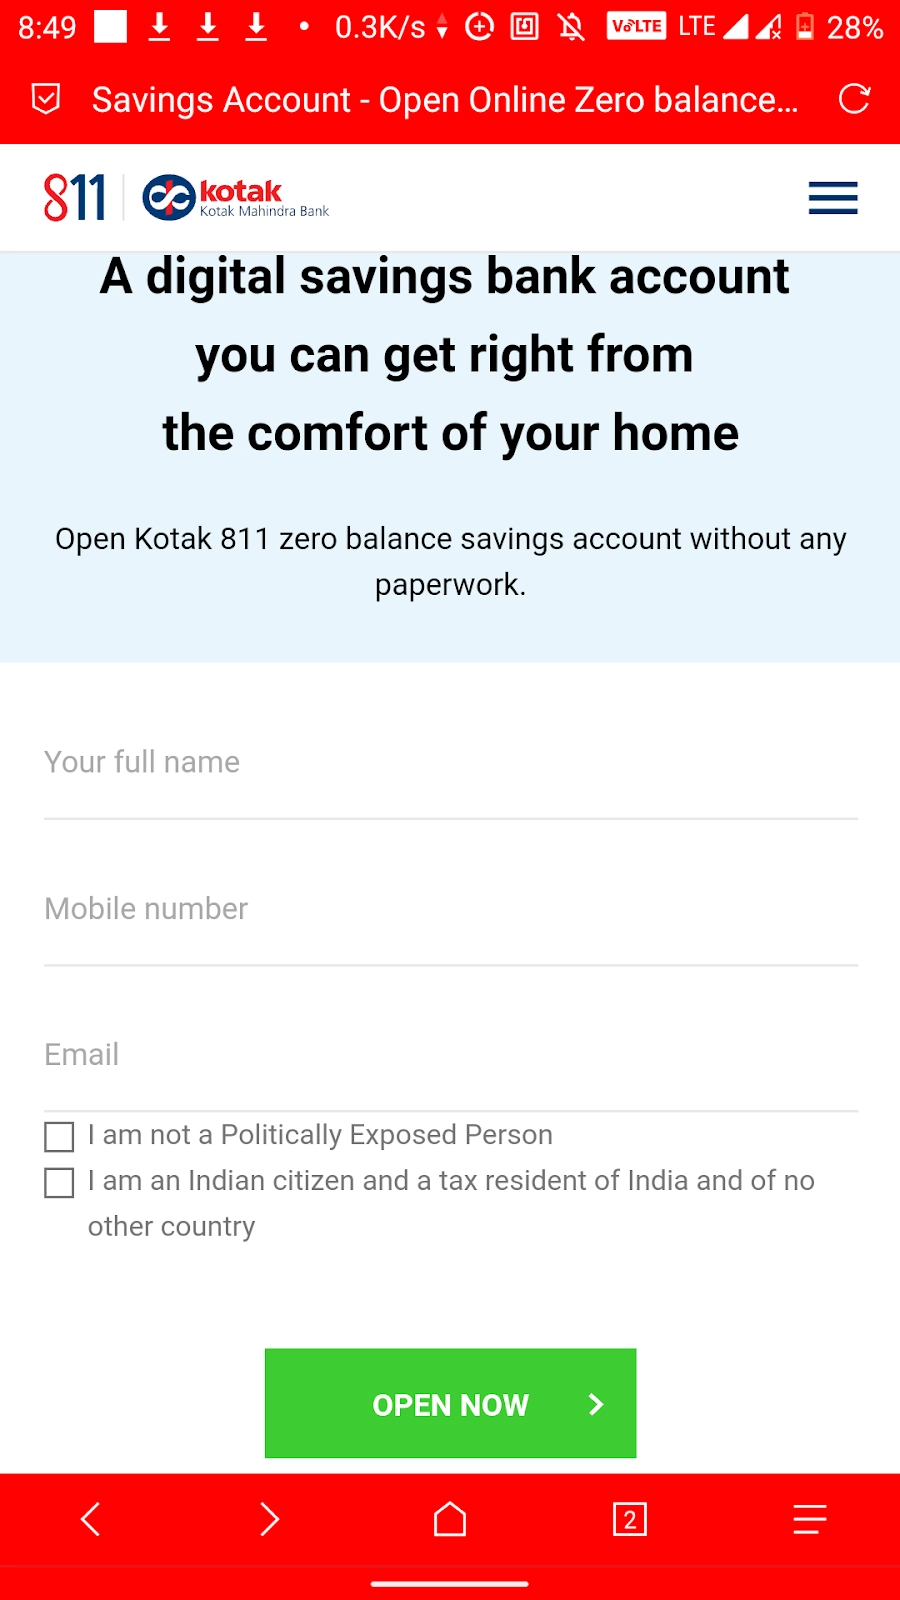 8:49 0.3K/s VoLTE LTE 28%
Savings Account - Open Online Zero balance...
811 kotak
Kotak Mahindra Bank
A digital savings bank account
you can get right from
the comfort of your home
Open Kotak 811 zero balance savings account without any
paperwork.
Your full name
Mobile number
Email
I am not a Politically Exposed Person
I am an Indian citizen and a tax resident of India and of no
other country
OPEN NOW
2